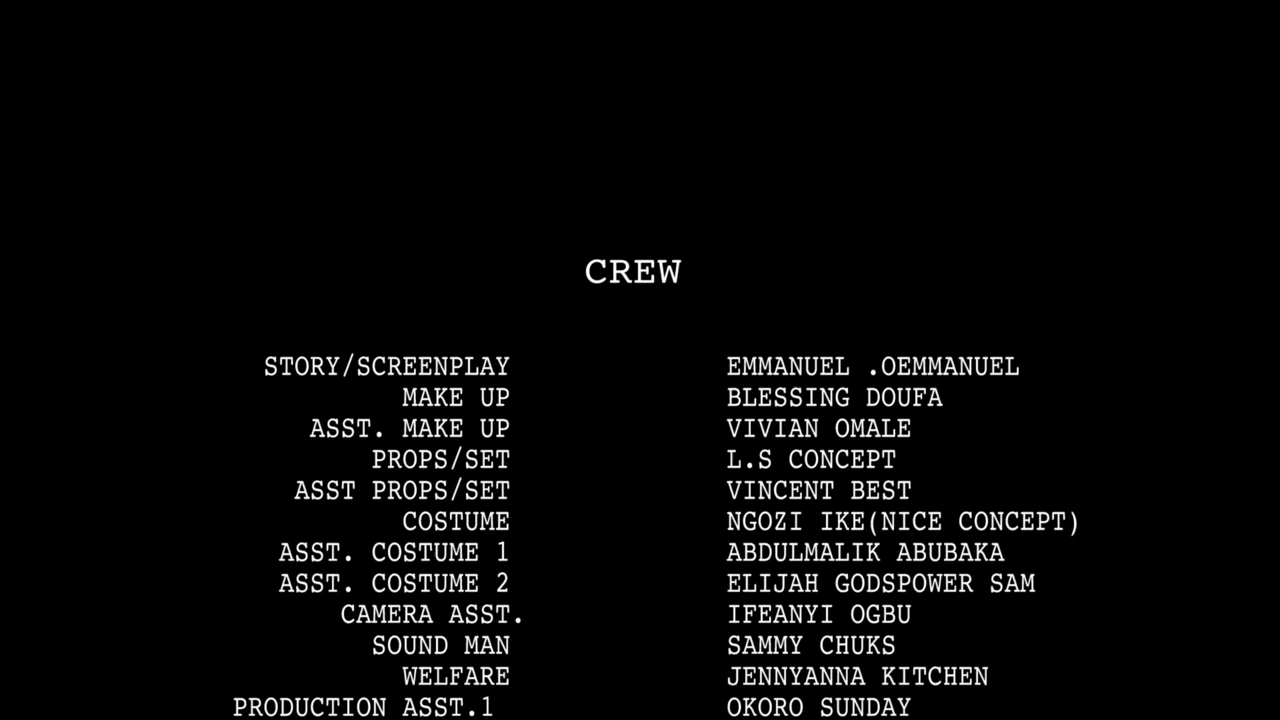 CREW
STORY/SCREENPLAY EMMANUEL .OEMMANUEL
MAKE UP BLESSING DOUFA
ASST. MAKE UP VIVIAN OMALE
PROPS/SET L.S CONCEPT
ASST PROPS/SET VINCENT BEST
COSTUME NGOZI IKE(NICE CONCEPT)
ASST. COSTUME 1 ABDULMALIK ABUBAKA
ASST. COSTUME 2 ELIJAH GODSPOWER SAM
CAMERA ASST. IFEANYI OGBU
SOUND MAN SAMMY CHUKS
WELFARE JENNYANNA KITCHEN
PRODUCTION ASST.1 OKORO SUNDAY